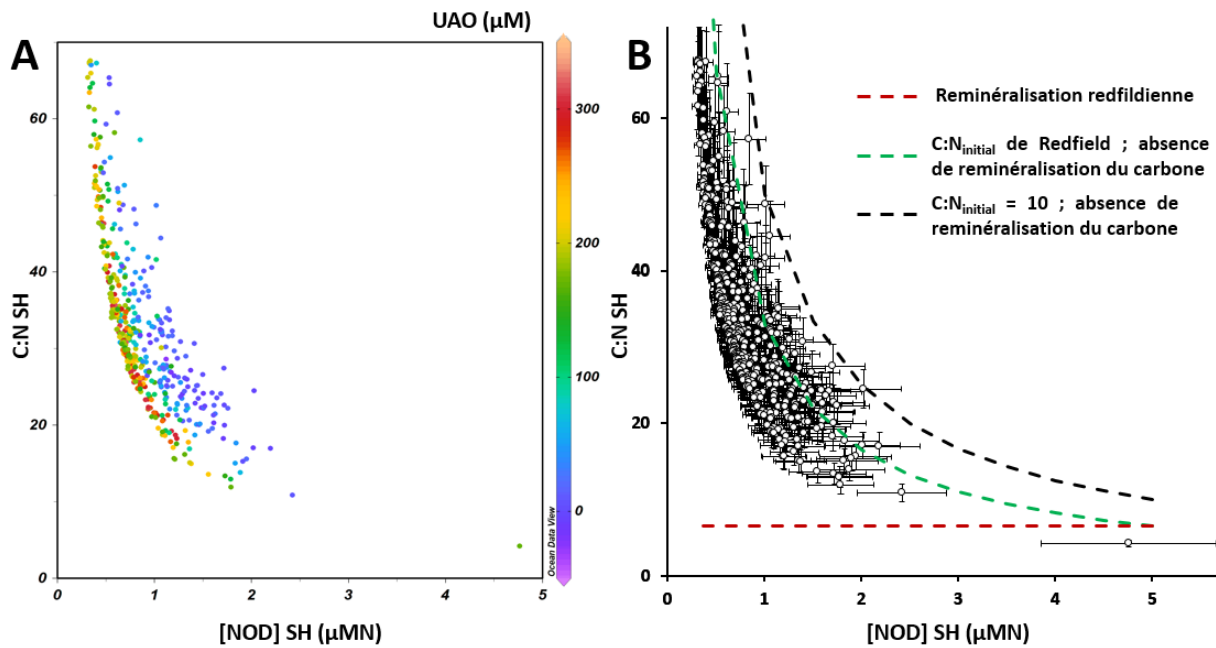 UAO (μM)
A
B
300
200
100
0
60
40
20
0
C:N SH
0
1
2
3
4
5
[NOD] SH (μMN)
Ocean Data View
60
40
20
0
C:N SH
0
1
2
3
4
5
[NOD] SH (μMN)
Reminéralisation redfildienne
C:Ninitial de Redfield ; absence
de reminéralisation du carbone
C:Ninitial = 10 ; absence de
reminéralisation du carbone